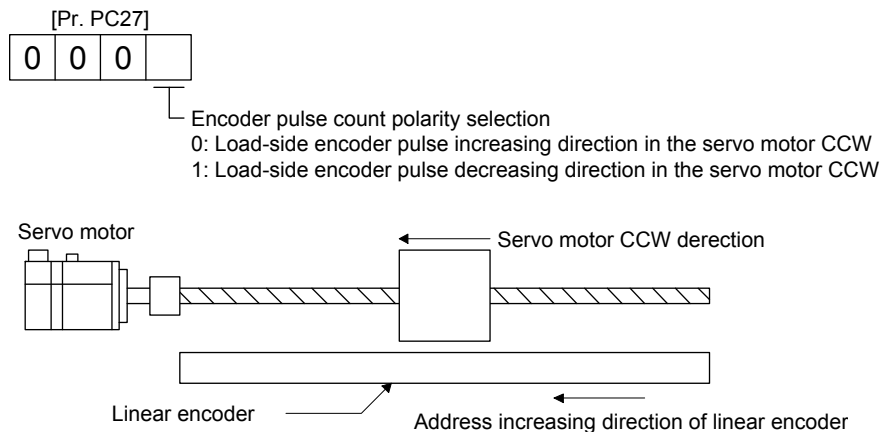 [Pr. PC27]
0 0 0
Encoder pulse count polarity selection
0: Load-side encoder pulse increasing direction in the servo motor CCW
1: Load-side encoder pulse decreasing direction in the servo motor CCW
Servo motor
Servo motor CCW derection
Linear encoder
Address increasing direction of linear encoder